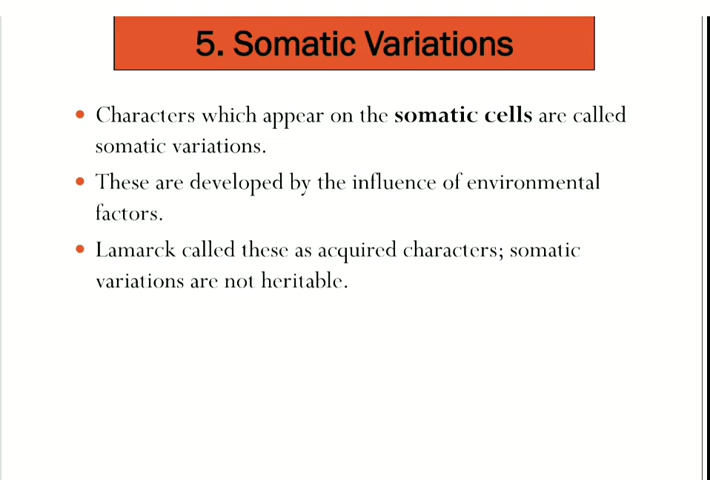 5. Somatic Variations
• Characters which appear on the somatic cells are called
somatic variations.
• These are developed by the influence of environmental
factors.
• Lamarck called these as acquired characters; somatic
variations are not heritable.